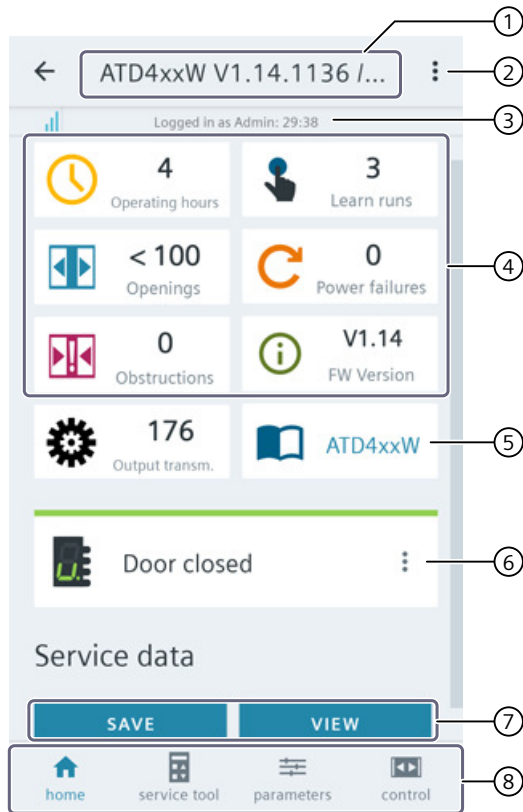 1
ATD4xxW V1.14.1136 /...
2
Logged in as Admin: 29:38
3
4
Operating hours
3
Learn runs
< 100
Openings
0
Power failures
4
0
Obstructions
V1.14
FW Version
176
Output transm.
ATD4xxW
5
Door closed
6
Service data
SAVE
VIEW
7
home
service tool
parameters
control
8